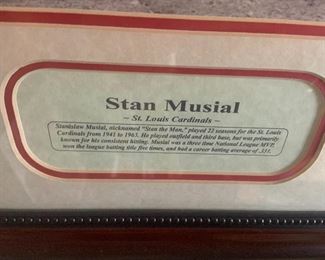 Stan Musial
~ St. Louis Cardinals ~
Stanislaw Musial, nicknamed "Stan the Man," played 22 seasons for the St. Louis
Cardinals from 1941 to 1963. He played outfield and third base, but was primarily
known for his consistent hitting. Musial was a three time National League MVP,
won the league batting title five times, and had a career batting average of .331.